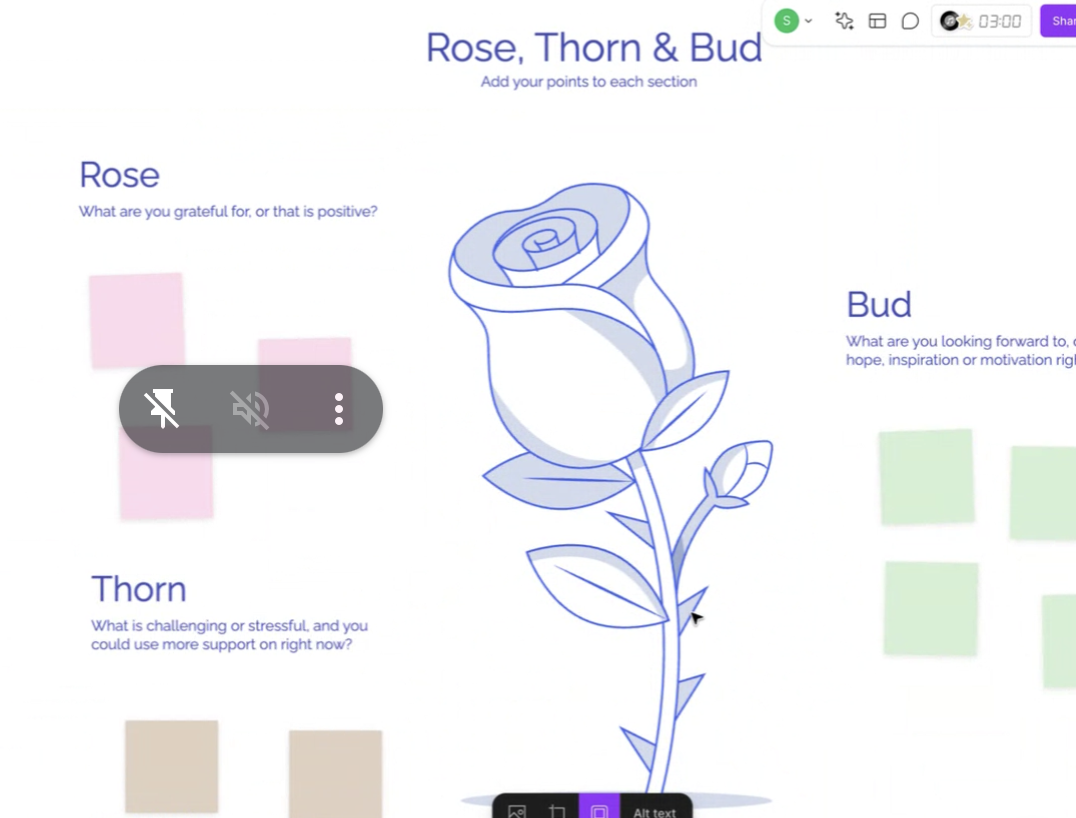 S
03:00
Shar
Rose, Thorn & Bud
Add your points to each section
Rose
What are you grateful for, or that is positive?
Bud
What are you looking forward to,
hope, inspiration or motivation
Thorn
What is challenging or stressful, and you
could use more support on right now?
Alt text